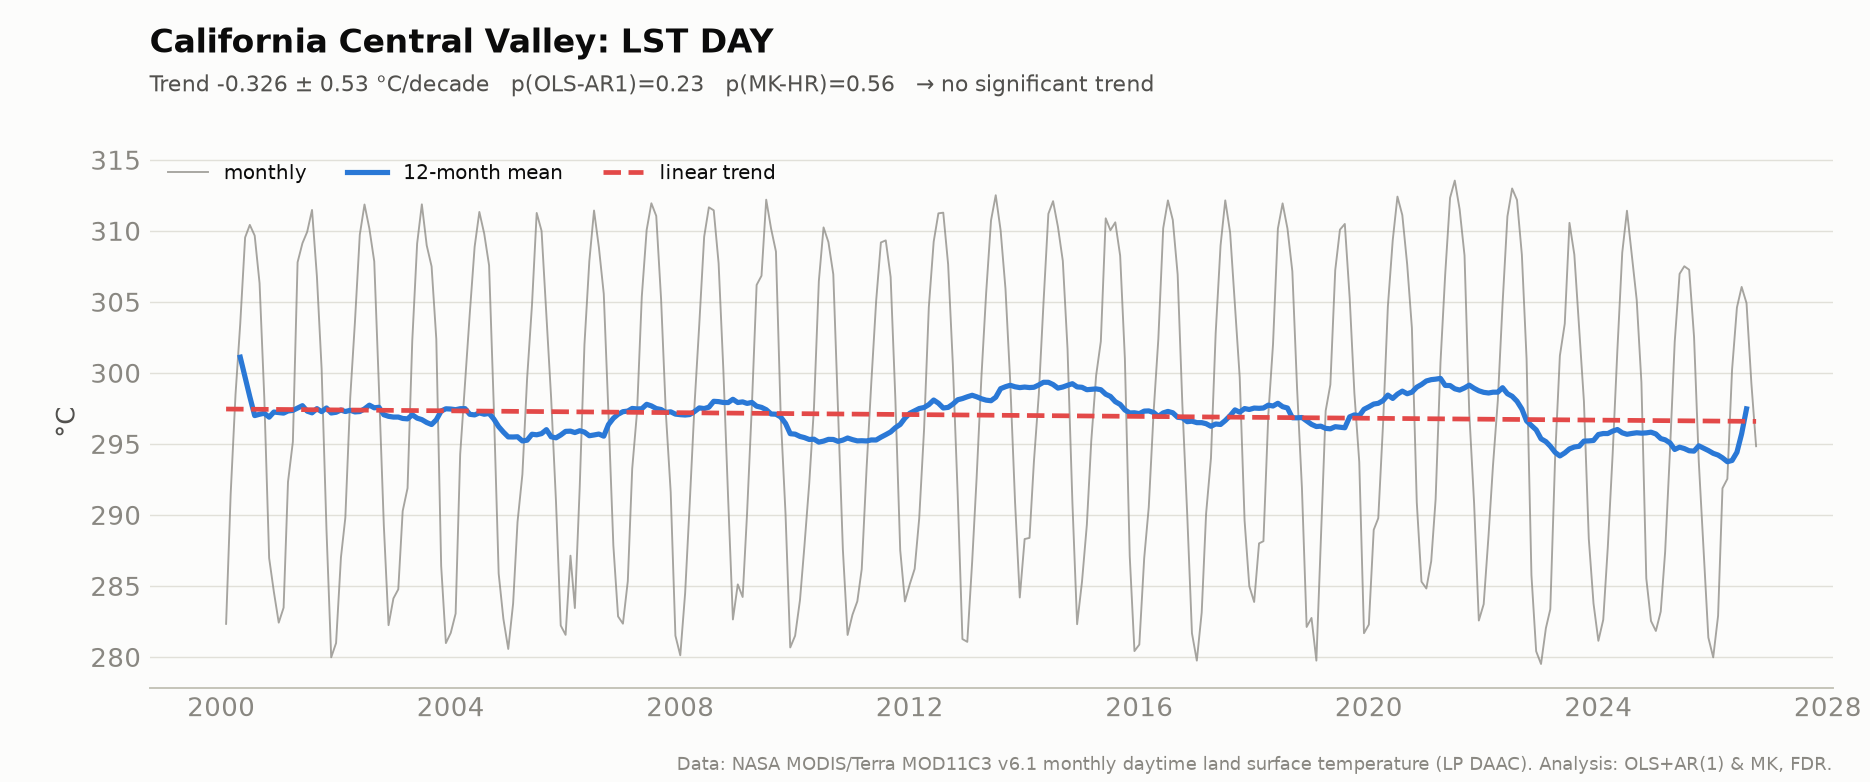 California Central Valley: LST DAY
Trend -0.326 ± 0.53 °C/decade   p(OLS-AR1)=0.23   p(MK-HR)=0.56   → no significant trend
monthly   12-month mean   linear trend
°C
315
310
305
300
295
290
285
280
2000   2004   2008   2012   2016   2020   2024   2028
Data: NASA MODIS/Terra MOD11C3 v6.1 monthly daytime land surface temperature (LP DAAC). Analysis: OLS+AR(1) & MK, FDR.